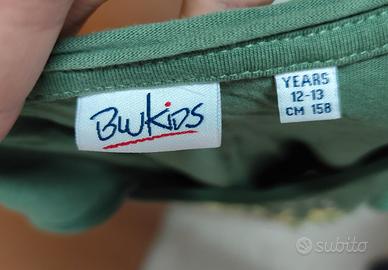 BWKIDS
YEARS
12-13
CM 158
subito